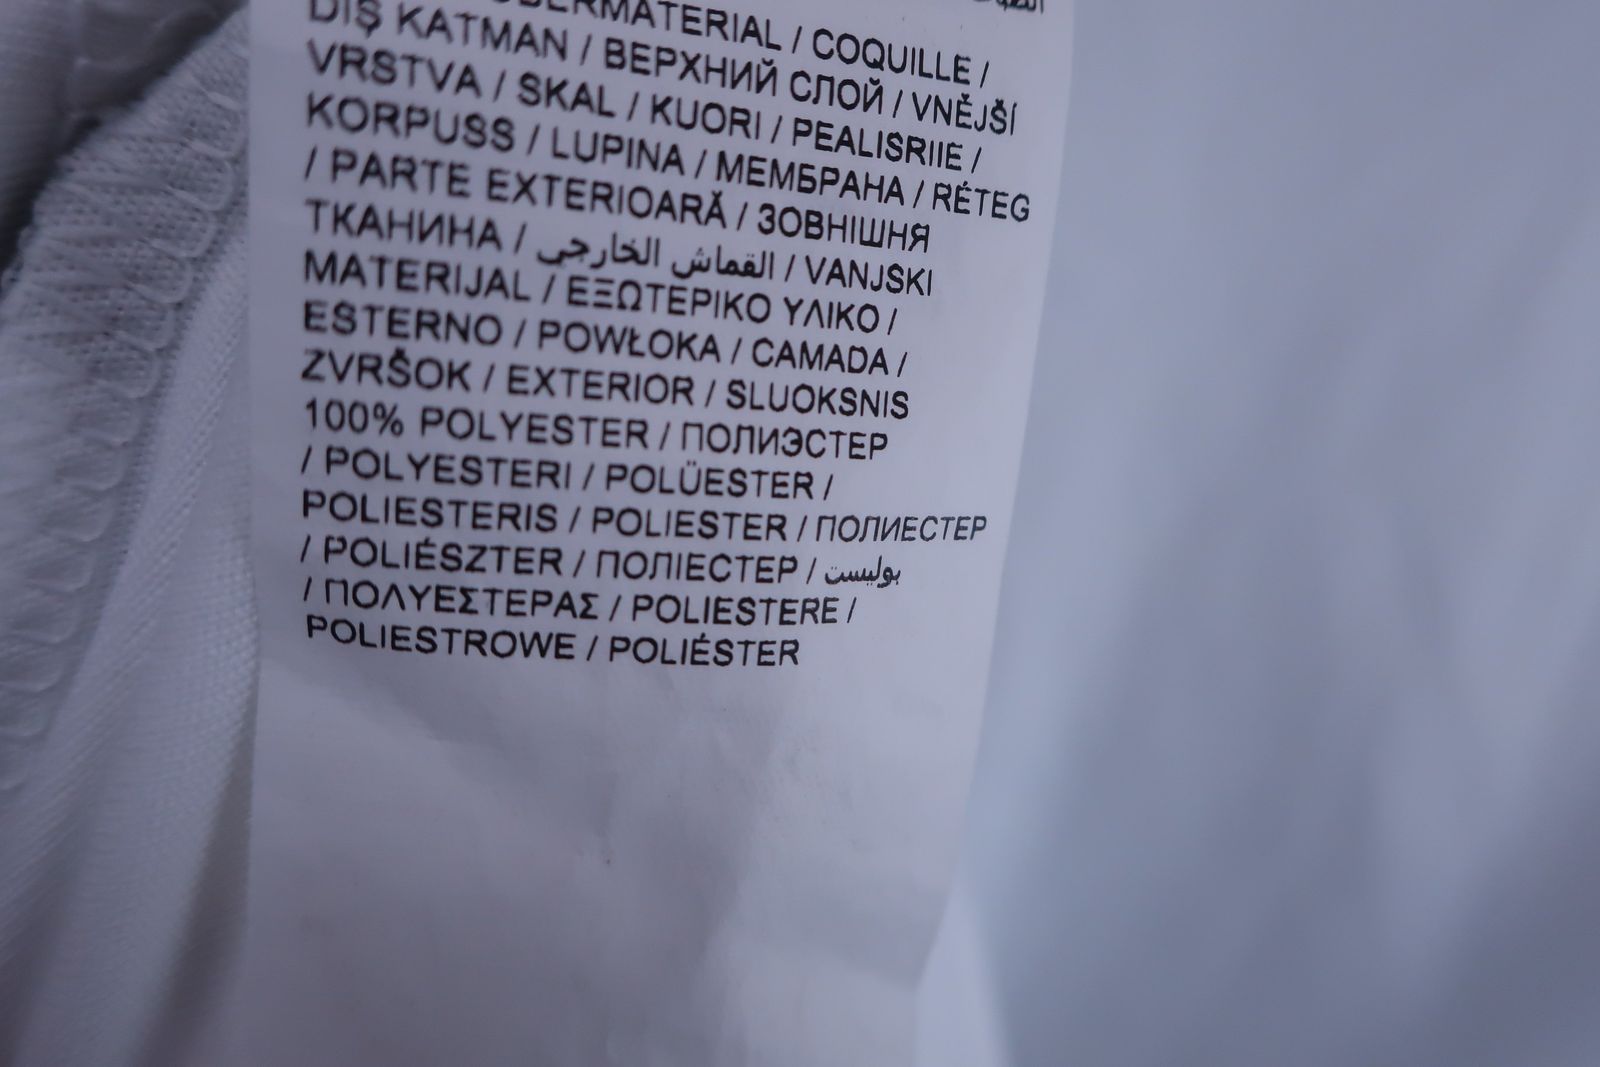 OBERMATERIAL / COQUILLE /
DIŞ KATMAN / ВЕРХНИЙ СЛОЙ / VNĚJŠÍ
VRSTVA / SKAL / KUORI / PEALISRIIE /
KORPUSS / LUPINA / МЕМБРАНА / RÉTEG
/ PARTE EXTERIOARĂ / ЗОВНІШНЯ
ТКАНИНА / القماش الخارجي / VANJSKI
MATERIJAL / ΕΞΩΤΕΡΙΚΟ ΥΛΙΚΟ /
ESTERNO / POWŁOKA / CAMADA /
ZVRŠOK / EXTERIOR / SLUOKSNIS
100% POLYESTER / ПОЛИЭСТЕР
/ POLYESTERI / POLÜESTER /
POLIESTERIS / POLIESTER / ПОЛИЕСТЕР
/ POLIÉSZTER / ПОЛІЕСТЕР / بوليست
/ ΠΟΛΥΕΣΤΕΡΑΣ / POLIESTERE /
POLIESTROWE / POLIÉSTER